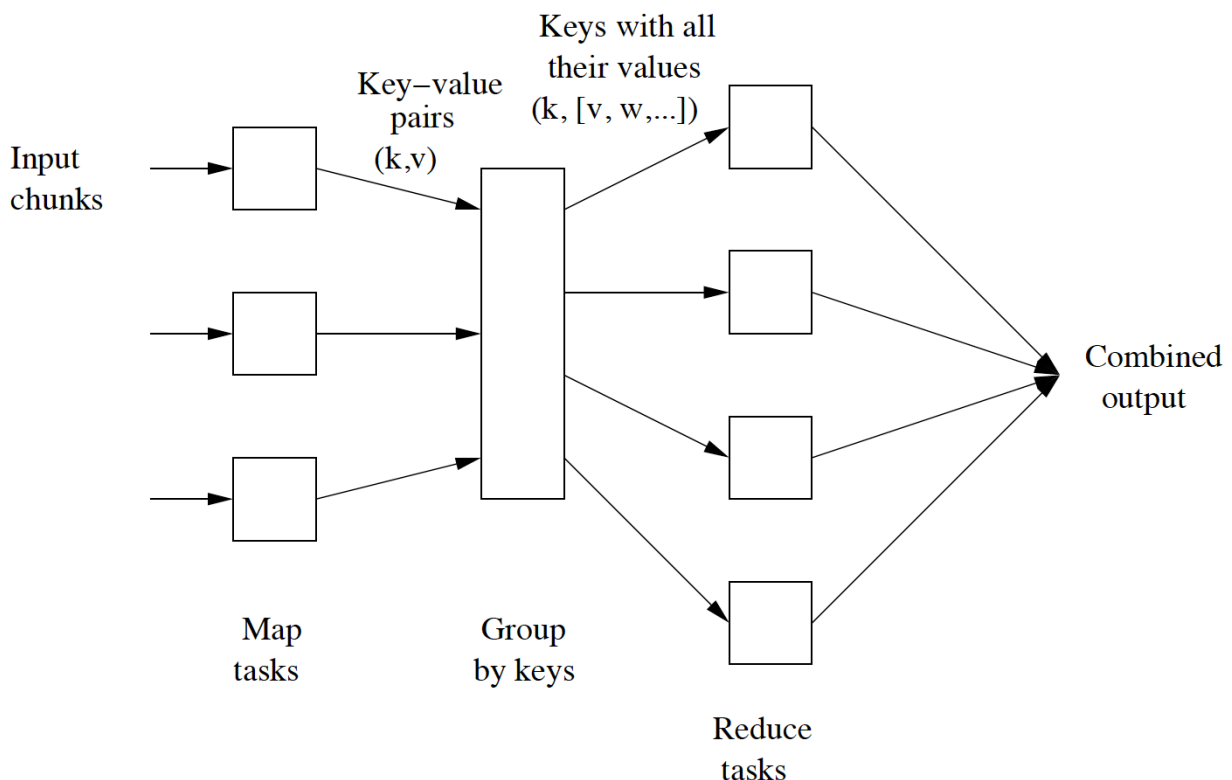 Input
chunks
Key−value
pairs
(k,v)
Keys with all
their values
(k, [v, w,...])
Combined
output
Map
tasks
Group
by keys
Reduce
tasks